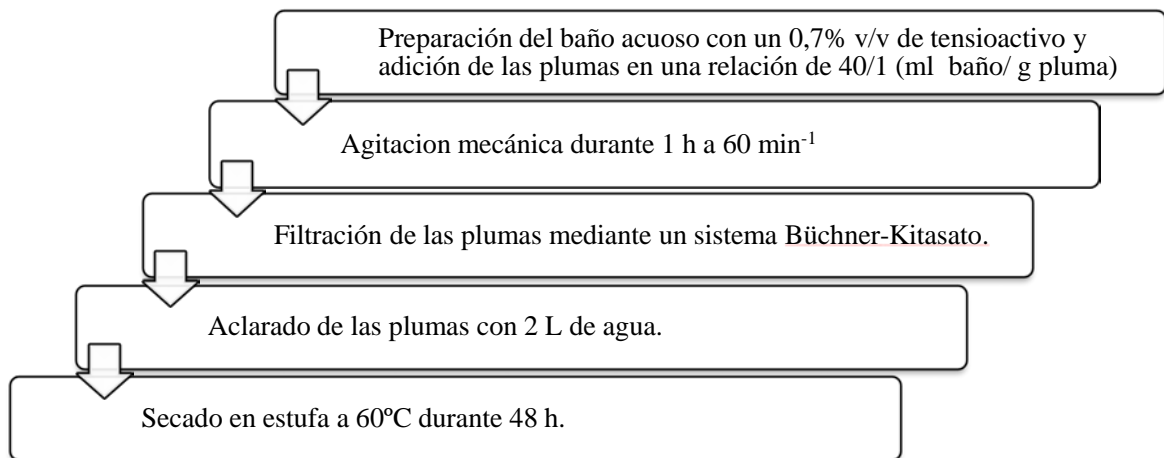 Preparación del baño acuoso con un 0,7% v/v de tensioactivo y
adición de las plumas en una relación de 40/1 (ml baño/ g pluma)
Agitacion mecánica durante 1 h a 60 min⁻¹
Filtración de las plumas mediante un sistema Büchner-Kitasato.
Aclarado de las plumas con 2 L de agua.
Secado en estufa a 60ºC durante 48 h.